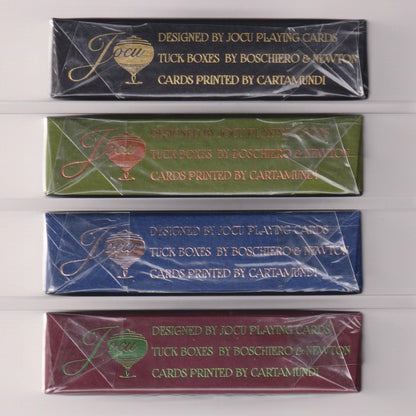 Jocu
DESIGNED BY JOCU PLAYING CARDS
TUCK BOXES BY BOSCHIERO & NEWTON
CARDS PRINTED BY CARTAMUNDI
Jocu
DESIGNED BY JOCU PLAYING CARDS
TUCK BOXES BY BOSCHIERO & NEWTON
CARDS PRINTED BY CARTAMUNDI
Jocu
DESIGNED BY JOCU PLAYING CARDS
TUCK BOXES BY BOSCHIERO & NEWTON
CARDS PRINTED BY CARTAMUNDI
Jocu
DESIGNED BY JOCU PLAYING CARDS
TUCK BOXES BY BOSCHIERO & NEWTON
CARDS PRINTED BY CARTAMUNDI